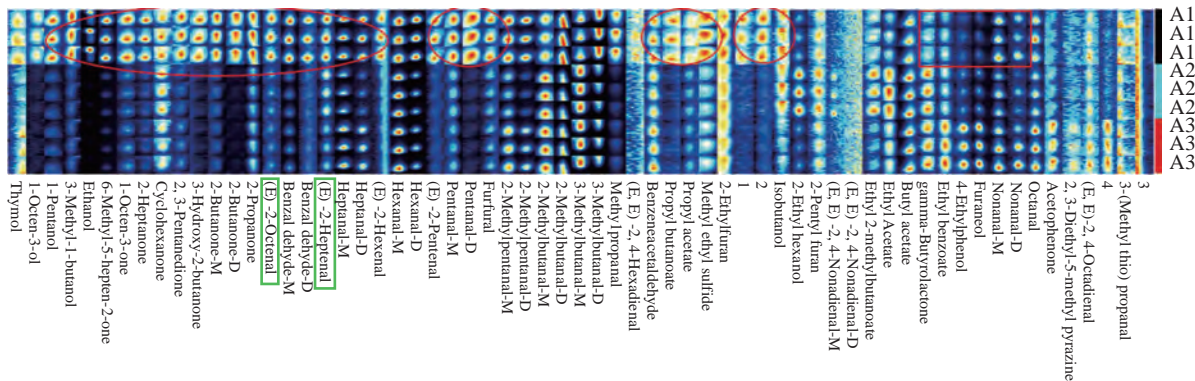 A1
A1
A1
A2
A2
A2
A3
A3
A3
Thymol
1-Octen-3-ol
1-Pentanol
3-Methyl-1-butanol
Ethanol
6-Methyl-5-hepten-2-one
1-Octen-3-one
2-Heptanone
Cyclohexanone
2, 3-Pentanedione
3-Hydroxy-2-butanone
2-Butanone-M
2-Butanone-D
2-Propanone
(E) -2-Octenal
Benzal dehyde-M
Benzal dehyde-D
(E) -2-Heptenal
Heptanal-M
Heptanal-D
(E) -2-Hexenal
Hexanal-M
Hexanal-D
(E) -2-Pentenal
Pentanal-M
Pentanal-D
Furfural
2-Methylpentanal-M
2-Methylpentanal-D
2-Methylbutanal-M
2-Methylbutanal-D
3-Methylbutanal-M
3-Methylbutanal-D
Methyl propanal
(E, E) -2, 4-Hexadienal
Benzeneacetaldehyde
Propyl butanoate
Propyl acetate
Methyl ethyl sulfide
2-Ethylfuran
1
2
Isobutanol
2-Ethyl hexanol
2-Pentyl furan
(E, E) -2, 4-Nonadienal-M
(E, E) -2, 4-Nonadienal-D
Ethyl 2-methylbutanoate
Ethyl Acetate
Butyl acetate
gamma-Butyrolactone
Ethyl benzoate
4-Ethylphenol
Furaneol
Nonanal-M
Nonanal-D
Octanal
Acetophenone
2, 3-Diethyl-5-methyl pyrazine
(E, E)-2, 4-Octadienal
4
3-(Methyl thio) propanal
3